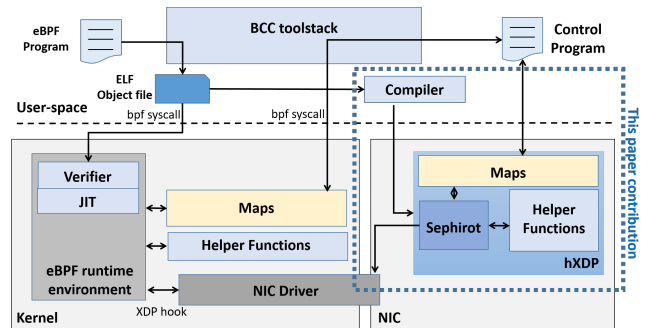 eBPF
Program
BCC toolstack
Control
Program
ELF
Object file
Compiler
User-space
bpf syscall
bpf syscall
This paper contribution
Verifier
JIT
Maps
Helper Functions
eBPF runtime
environment
NIC Driver
Kernel
XDP hook
Maps
Sephirot
Helper
Functions
hXDP
NIC